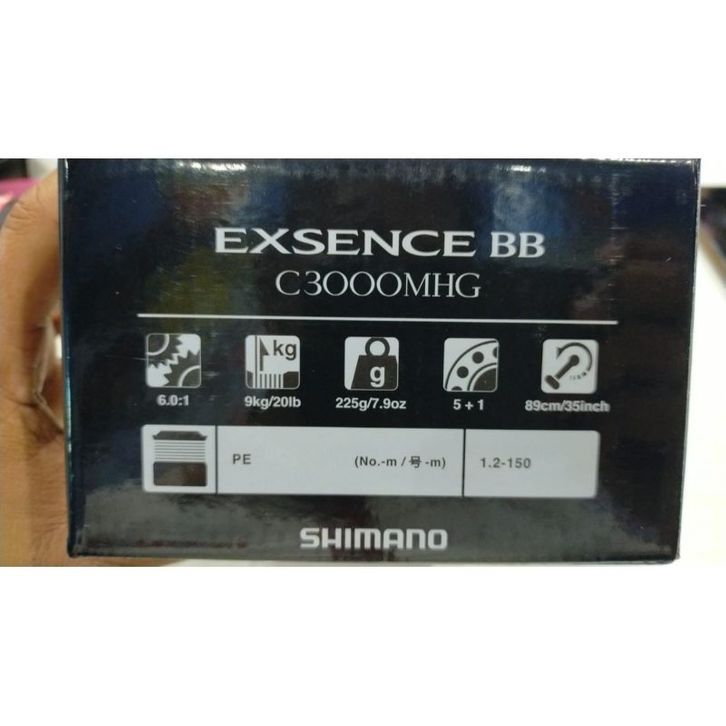 EXSENCE BB
C3000MHG
kg
g
6.0:1 9kg/20lb 225g/7.9oz 5 + 1 89cm/35inch
PE (No.-m / 号 -m) 1.2-150
SHIMANO